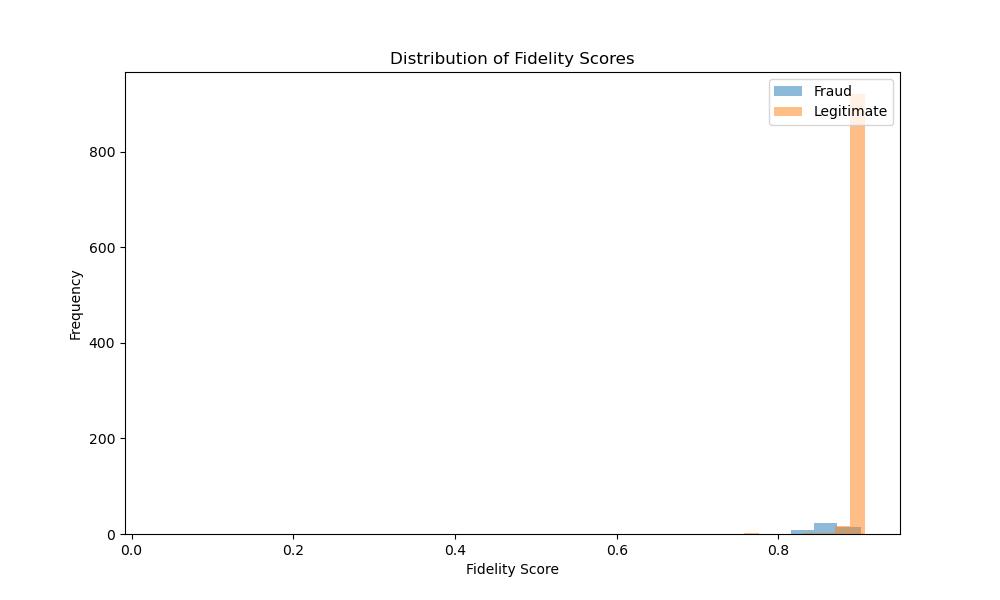 Distribution of Fidelity Scores
Fraud
Legitimate
800
600
400
200
0
Frequency
0.0 0.2 0.4 0.6 0.8
Fidelity Score